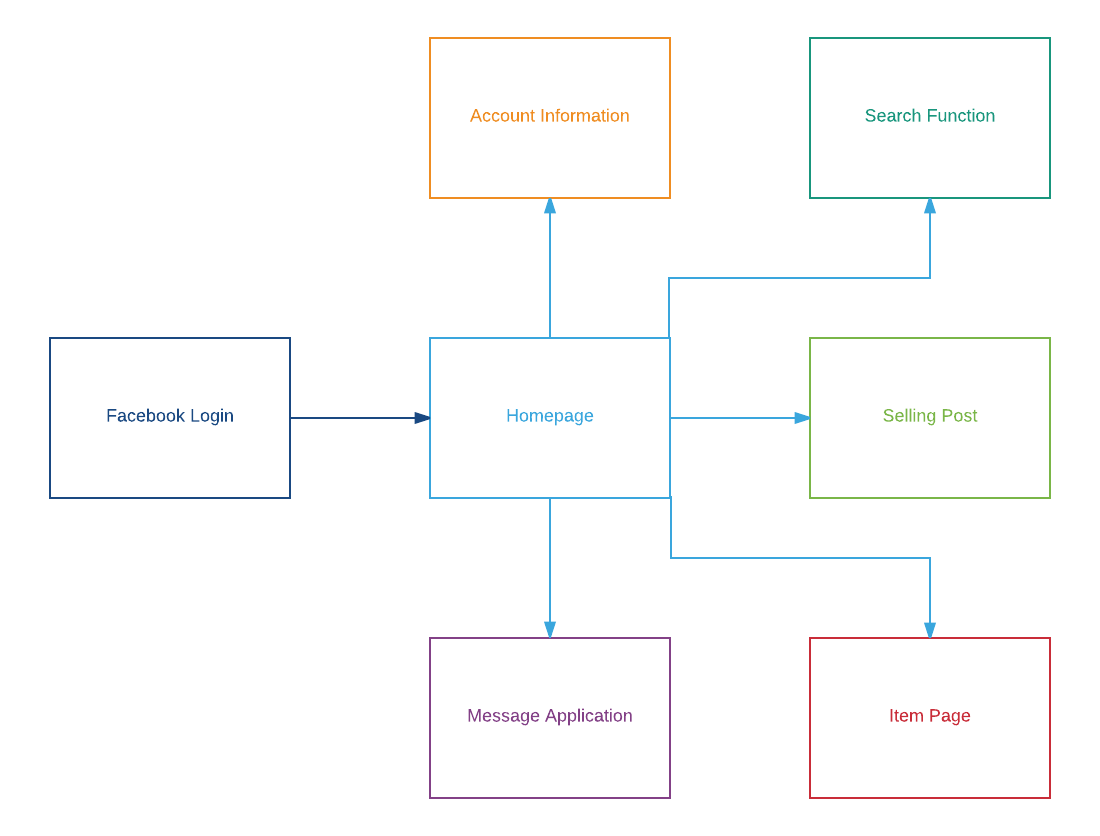 Account Information
Search Function
Facebook Login
Homepage
Selling Post
Message Application
Item Page